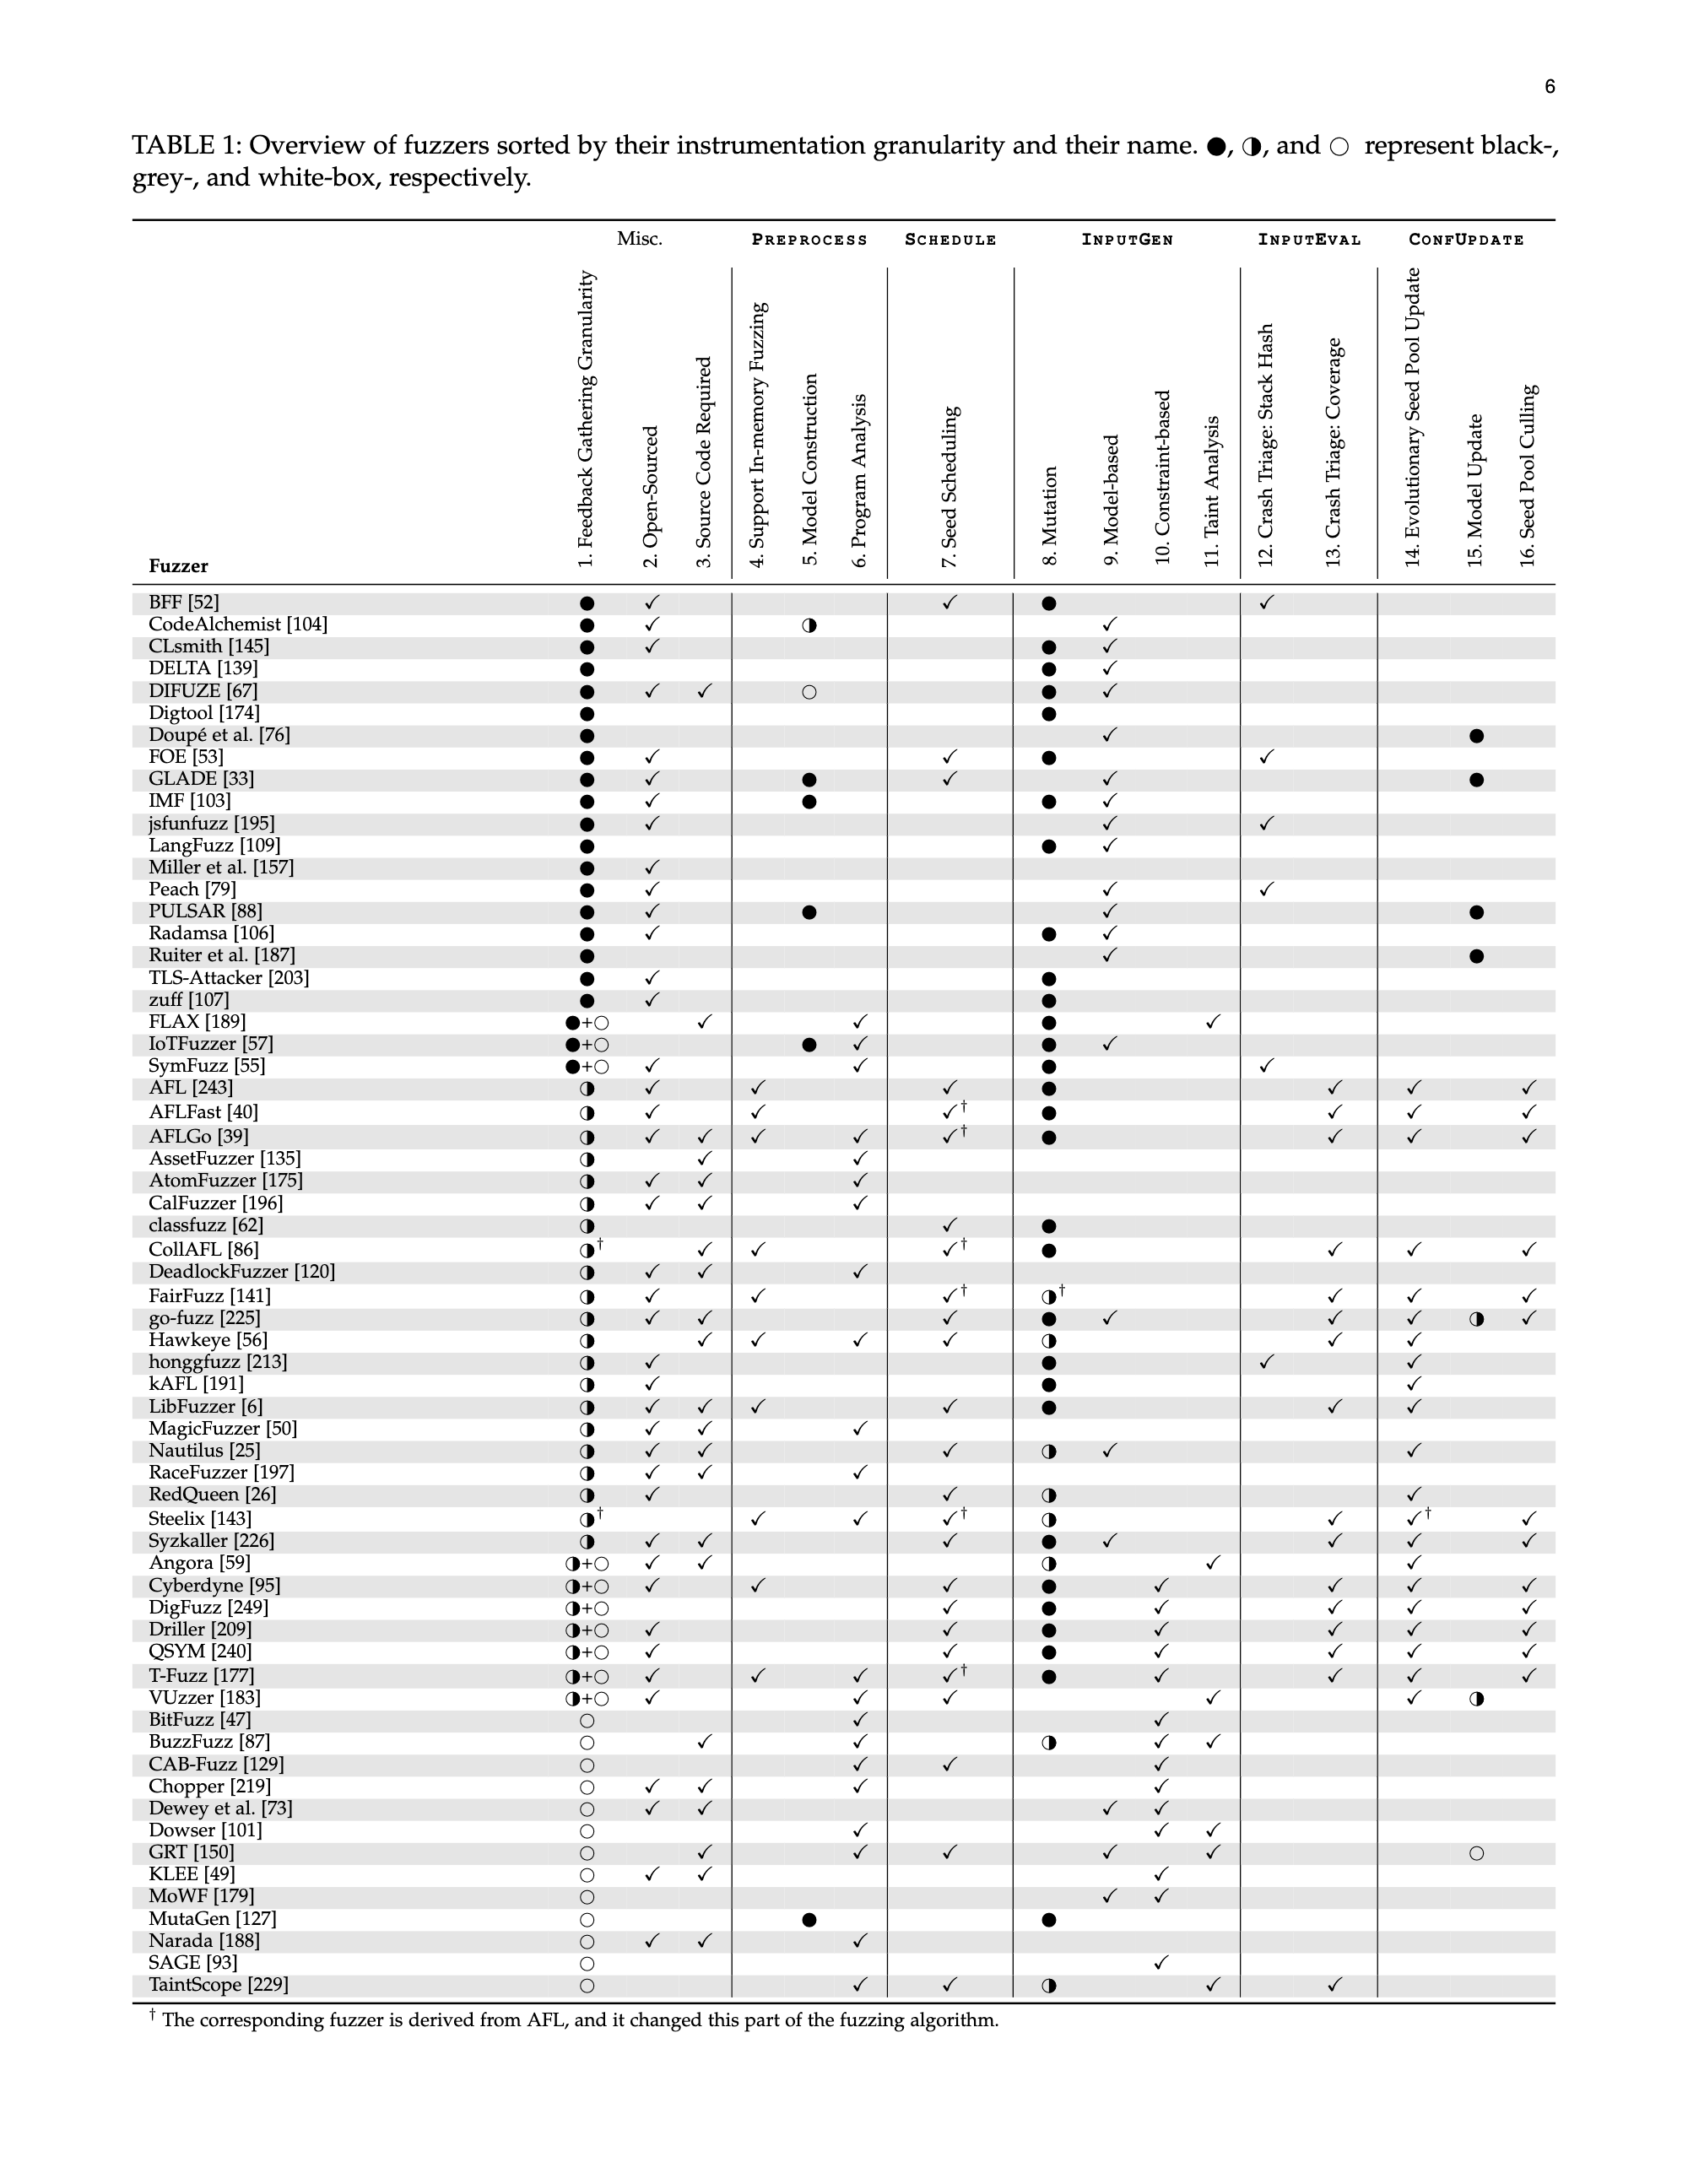 6
TABLE 1: Overview of fuzzers sorted by their instrumentation granularity and their name. ●, ◑, and ○ represent black-,
grey-, and white-box, respectively.
Misc. PREPROCESS SCHEDULE INPUTGEN INPUTEVAL CONFUPDATE
Fuzzer
1. Feedback Gathering Granularity
2. Open-Sourced
3. Source Code Required
4. Support In-memory Fuzzing
5. Model Construction
6. Program Analysis
7. Seed Scheduling
8. Mutation
9. Model-based
10. Constraint-based
11. Taint Analysis
12. Crash Triage: Stack Hash
13. Crash Triage: Coverage
14. Evolutionary Seed Pool Update
15. Model Update
16. Seed Pool Culling
BFF [52] ● ✓ ✓ ● ✓
CodeAlchemist [104] ● ✓ ◑ ✓
CLsmith [145] ● ✓ ● ✓
DELTA [139] ● ● ✓
DIFUZE [67] ● ✓ ✓ ○ ● ✓
Digtool [174] ● ●
Doupé et al. [76] ● ✓ ●
FOE [53] ● ✓ ✓ ● ✓
GLADE [33] ● ✓ ● ✓ ✓ ●
IMF [103] ● ✓ ● ● ✓
jsfunfuzz [195] ● ✓ ✓ ✓
LangFuzz [109] ● ● ✓
Miller et al. [157] ● ✓
Peach [79] ● ✓ ✓ ✓
PULSAR [88] ● ✓ ● ✓ ●
Radamsa [106] ● ✓ ● ✓
Ruiter et al. [187] ● ✓ ●
TLS-Attacker [203] ● ✓ ●
zuff [107] ● ✓ ●
FLAX [189] ●+○ ✓ ✓ ● ✓
IoTFuzzer [57] ●+○ ● ✓ ● ✓
SymFuzz [55] ●+○ ✓ ✓ ● ✓
AFL [243] ◑ ✓ ✓ ✓ ● ✓ ✓ ✓
AFLFast [40] ◑ ✓ ✓ ✓† ● ✓ ✓ ✓
AFLGo [39] ◑ ✓ ✓ ✓ ✓ ✓† ● ✓ ✓ ✓
AssetFuzzer [135] ◑ ✓ ✓
AtomFuzzer [175] ◑ ✓ ✓ ✓
CalFuzzer [196] ◑ ✓ ✓ ✓
classfuzz [62] ◑ ✓ ●
CollAFL [86] ◑† ✓ ✓ ✓† ● ✓ ✓ ✓
DeadlockFuzzer [120] ◑ ✓ ✓ ✓
FairFuzz [141] ◑ ✓ ✓ ✓† ◑† ✓ ✓ ✓
go-fuzz [225] ◑ ✓ ✓ ✓ ● ✓ ✓ ✓ ◑ ✓
Hawkeye [56] ◑ ✓ ✓ ✓ ✓ ◑ ✓ ✓
honggfuzz [213] ◑ ✓ ● ✓ ✓
kAFL [191] ◑ ✓ ● ✓
LibFuzzer [6] ◑ ✓ ✓ ✓ ✓ ● ✓ ✓
MagicFuzzer [50] ◑ ✓ ✓ ✓
Nautilus [25] ◑ ✓ ✓ ✓ ◑ ✓ ✓
RaceFuzzer [197] ◑ ✓ ✓ ✓
RedQueen [26] ◑ ✓ ✓ ◑ ✓
Steelix [143] ◑† ✓ ✓ ✓† ◑ ✓ ✓† ✓
Syzkaller [226] ◑ ✓ ✓ ✓ ● ✓ ✓ ✓ ✓
Angora [59] ◑+○ ✓ ✓ ◑ ✓ ✓
Cyberdyne [95] ◑+○ ✓ ✓ ✓ ● ✓ ✓ ✓ ✓
DigFuzz [249] ◑+○ ✓ ● ✓ ✓ ✓ ✓
Driller [209] ◑+○ ✓ ✓ ● ✓ ✓ ✓ ✓
QSYM [240] ◑+○ ✓ ✓ ● ✓ ✓ ✓ ✓
T-Fuzz [177] ◑+○ ✓ ✓ ✓ ✓† ● ✓ ✓ ✓ ✓
VUzzer [183] ◑+○ ✓ ✓ ✓ ✓ ✓ ◑
BitFuzz [47] ○ ✓ ✓
BuzzFuzz [87] ○ ✓ ✓ ◑ ✓ ✓
CAB-Fuzz [129] ○ ✓ ✓ ✓
Chopper [219] ○ ✓ ✓ ✓ ✓
Dewey et al. [73] ○ ✓ ✓ ✓ ✓
Dowser [101] ○ ✓ ✓ ✓
GRT [150] ○ ✓ ✓ ✓ ✓ ✓ ○
KLEE [49] ○ ✓ ✓ ✓
MoWF [179] ○ ✓ ✓
MutaGen [127] ○ ● ●
Narada [188] ○ ✓ ✓ ✓
SAGE [93] ○ ✓
TaintScope [229] ○ ✓ ✓ ◑ ✓ ✓
† The corresponding fuzzer is derived from AFL, and it changed this part of the fuzzing algorithm.